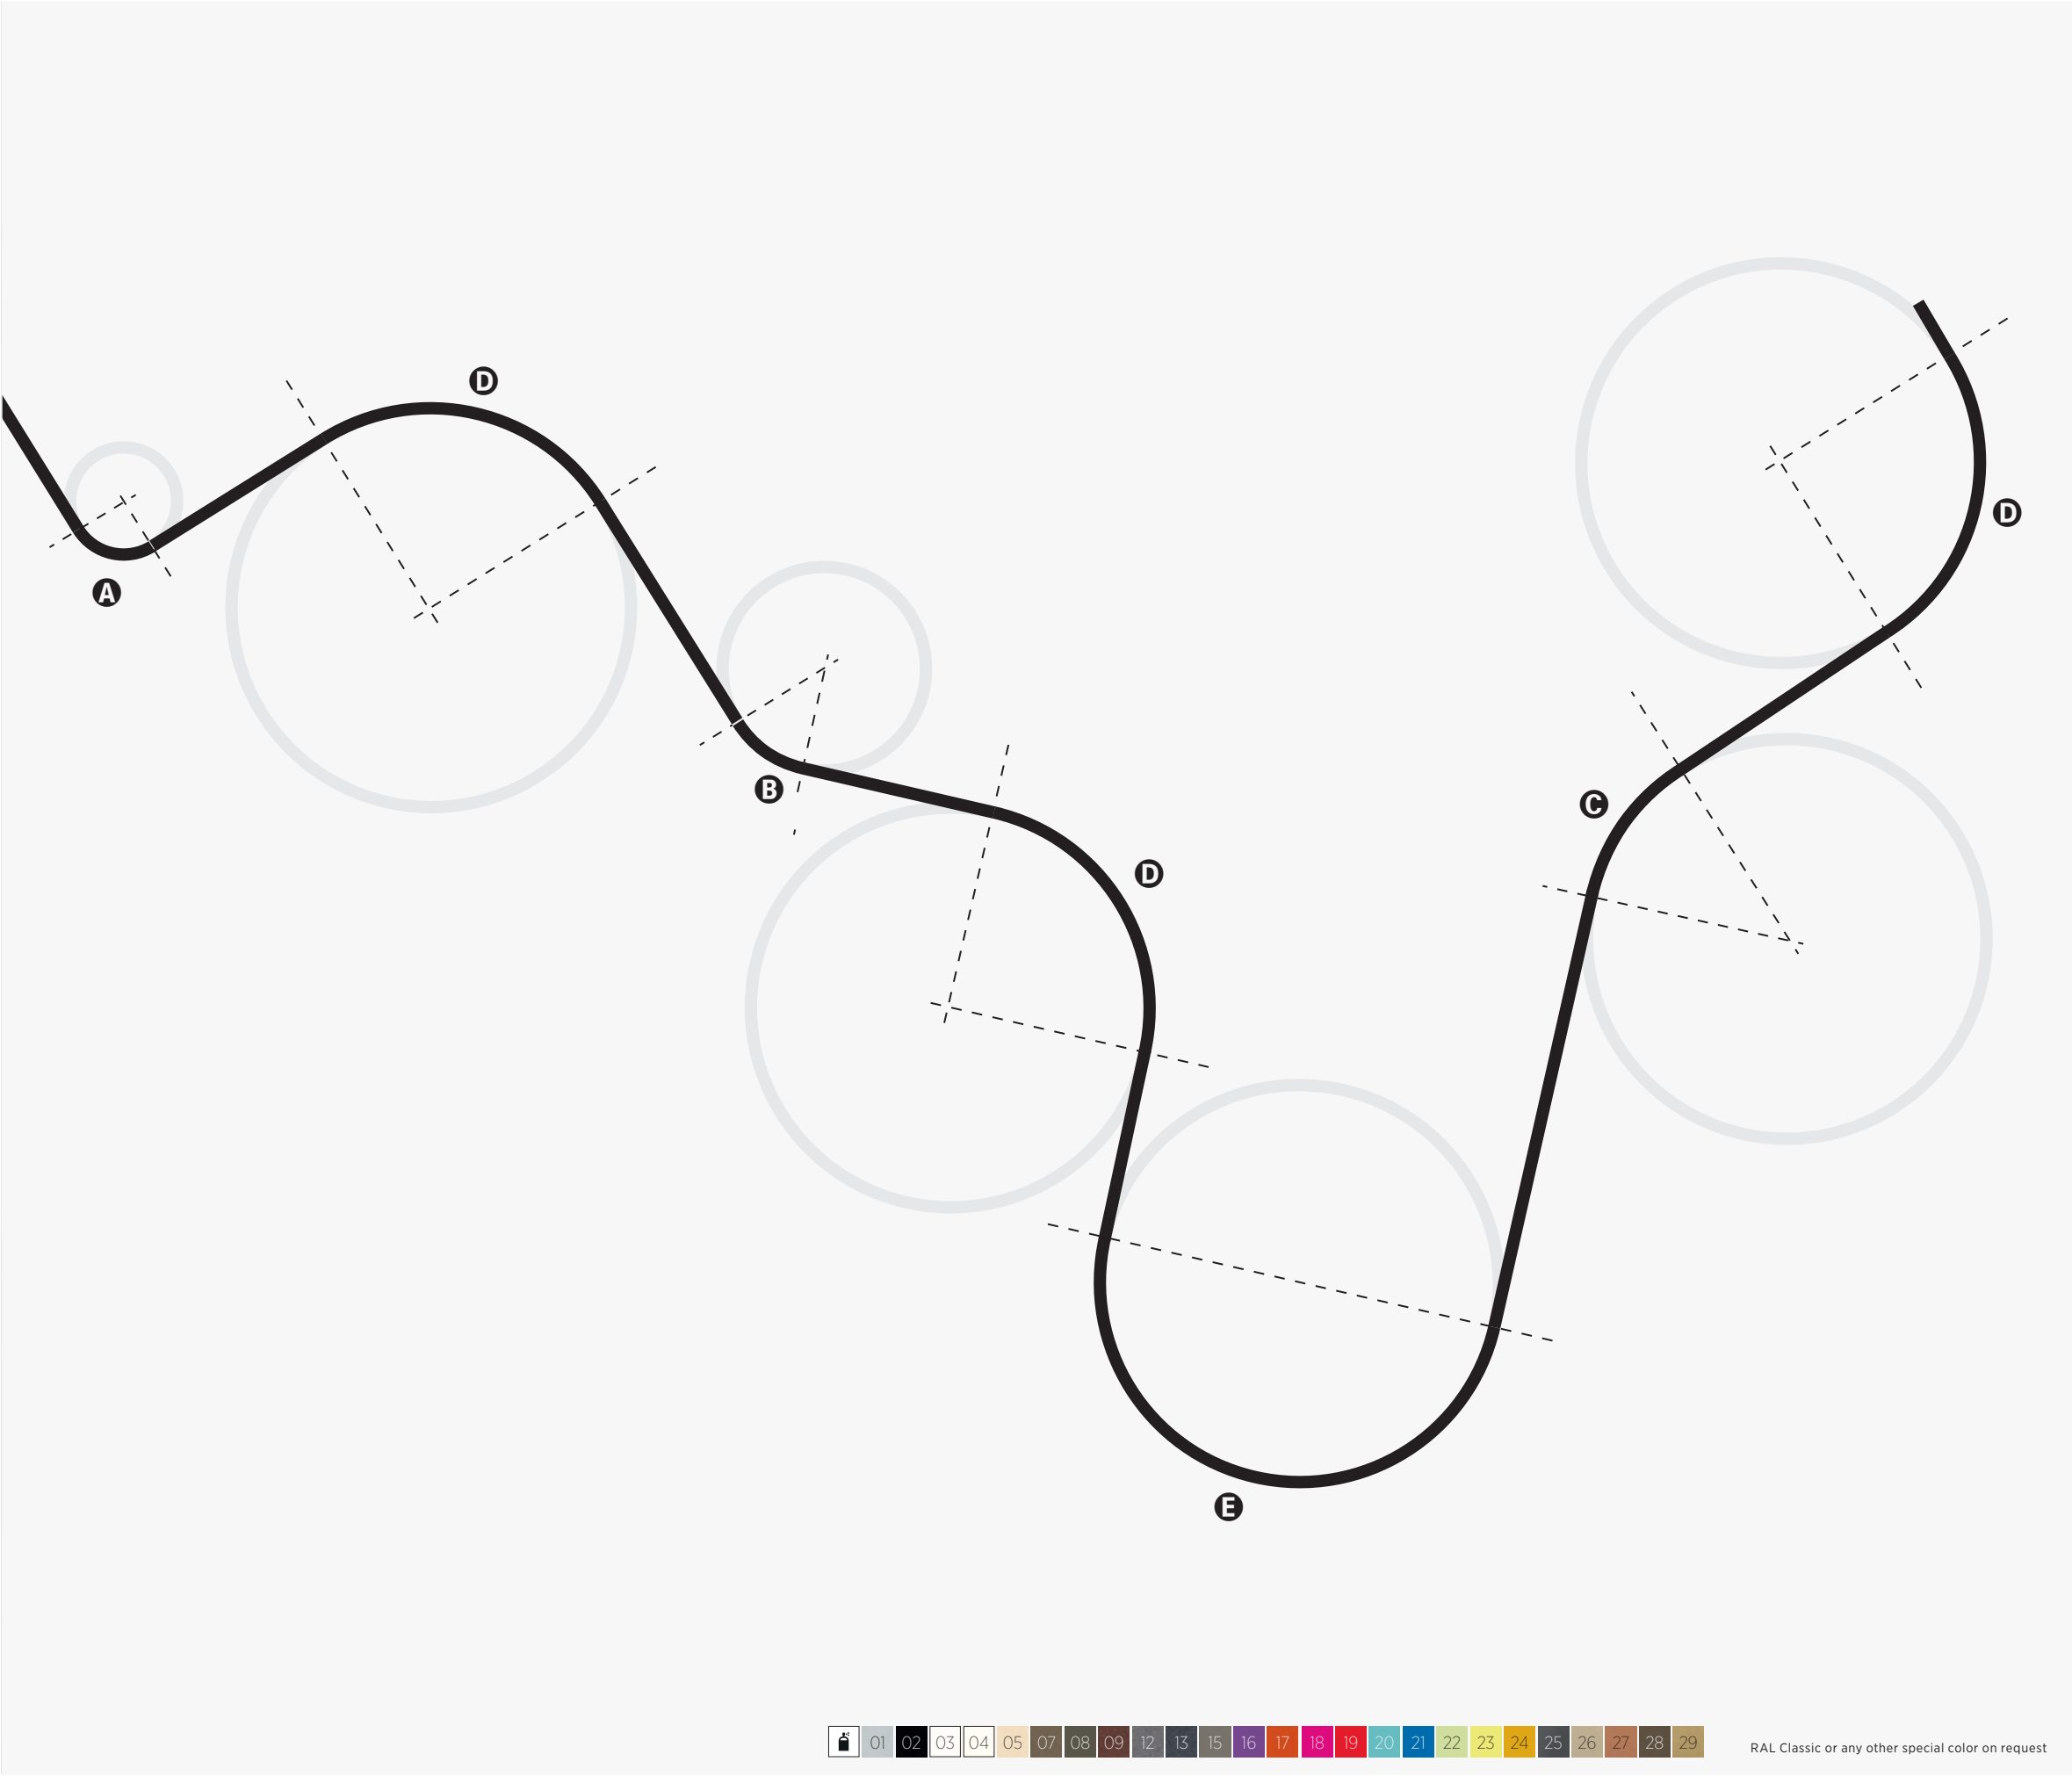 D
D
A
B
C
D
E
01 02 03 04 05 07 08 09 12 13 15 16 17 18 19 20 21 22 23 24 25 26 27 28 29
RAL Classic or any other special color on request